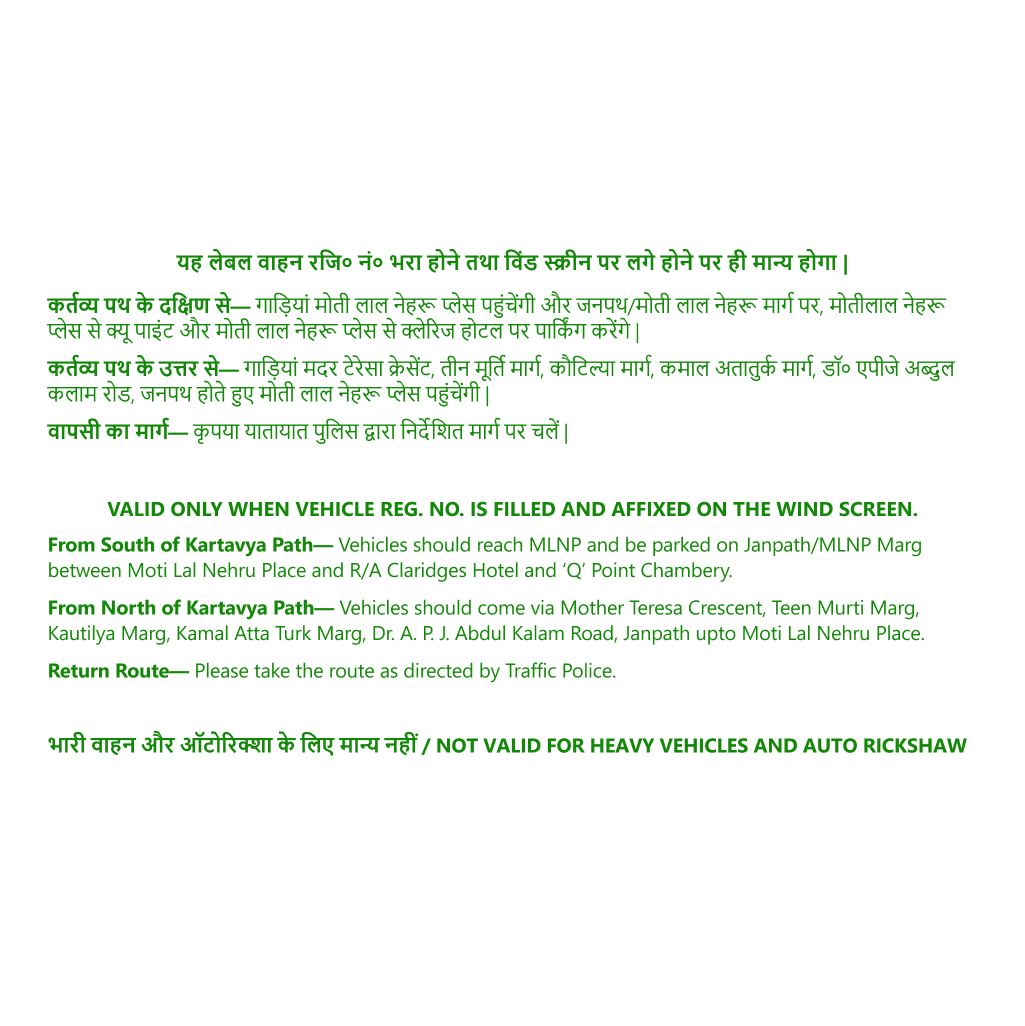 यह लेबल वाहन रजि० नं० भरा होने तथा विंड स्क्रीन पर लगे होने पर ही मान्य होगा |
कर्तव्य पथ के दक्षिण से— गाड़ियां मोती लाल नेहरू प्लेस पहुंचेंगी और जनपथ/मोती लाल नेहरू मार्ग पर, मोतीलाल नेहरू
प्लेस से क्यू पाइंट और मोती लाल नेहरू प्लेस से क्लेरिज होटल पर पार्किंग करेंगे |
कर्तव्य पथ के उत्तर से— गाड़ियां मदर टेरेसा क्रेसेंट, तीन मूर्ति मार्ग, कौटिल्या मार्ग, कमाल अतातुर्क मार्ग, डॉ० एपीजे अब्दुल
कलाम रोड, जनपथ होते हुए मोती लाल नेहरू प्लेस पहुंचेंगी |
वापसी का मार्ग— कृपया यातायात पुलिस द्वारा निर्देशित मार्ग पर चलें |
VALID ONLY WHEN VEHICLE REG. NO. IS FILLED AND AFFIXED ON THE WIND SCREEN.
From South of Kartavya Path— Vehicles should reach MLNP and be parked on Janpath/MLNP Marg
between Moti Lal Nehru Place and R/A Claridges Hotel and ‘Q’ Point Chambery.
From North of Kartavya Path— Vehicles should come via Mother Teresa Crescent, Teen Murti Marg,
Kautilya Marg, Kamal Atta Turk Marg, Dr. A. P. J. Abdul Kalam Road, Janpath upto Moti Lal Nehru Place.
Return Route— Please take the route as directed by Traffic Police.
भारी वाहन और ऑटोरिक्शा के लिए मान्य नहीं / NOT VALID FOR HEAVY VEHICLES AND AUTO RICKSHAW